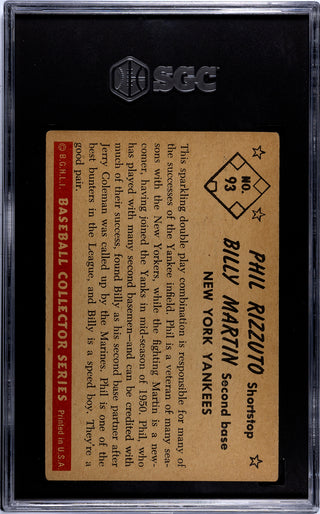 SGC
NO.
93
PHIL RIZZUTO Shortstop
BILLY MARTIN Second base
NEW YORK YANKEES
This sparkling double play combination is responsible for many of
the successes of the Yankee infield. Phil is a veteran of many sea-
sons with the New Yorkers, while the fighting Martin is a new-
comer, having joined the Yanks in mid-season of 1950. Phil, who
has played with many second basemen—and can be credited with
much of their success, found Billy as his second base partner after
Jerry Coleman was called up by the Marines. Phil is one of the
best bunters in the League, and Billy is a speed boy. They're a
good pair.
© B.G.H.L.I. BASEBALL COLLECTOR SERIES Printed in U.S.A.